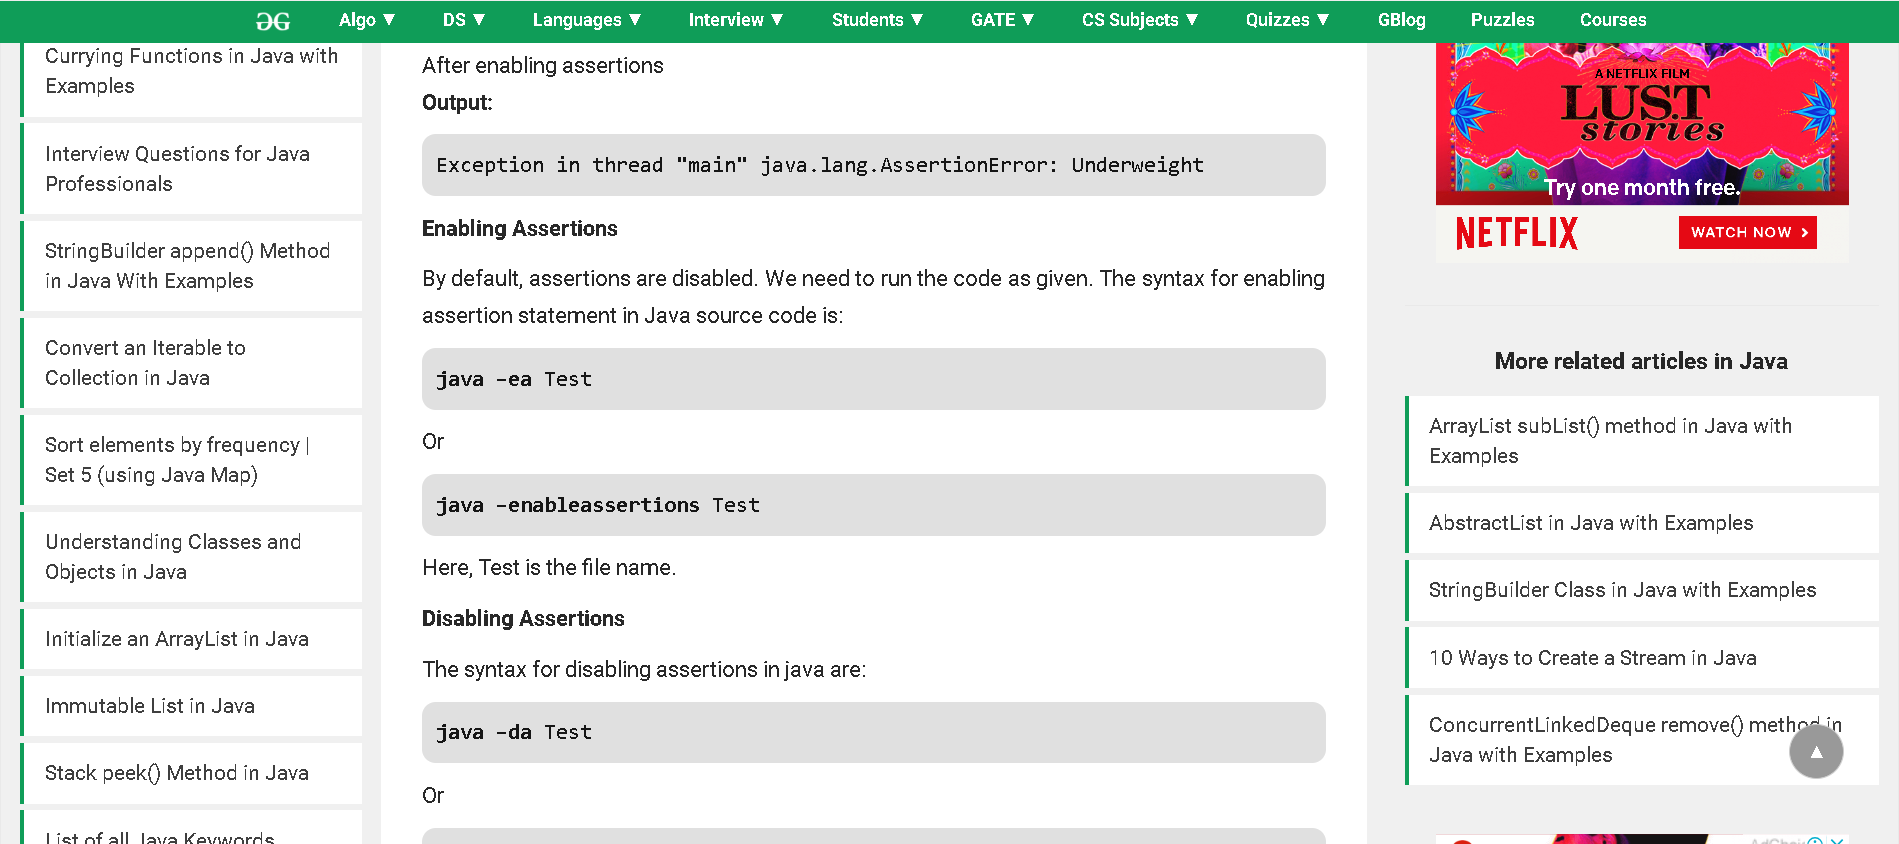 Algo ▼ DS ▼ Languages ▼ Interview ▼ Students ▼ GATE ▼ CS Subjects ▼ Quizzes ▼ GBlog Puzzles Courses
Currying Functions in Java with
Examples
Interview Questions for Java
Professionals
StringBuilder append() Method
in Java With Examples
Convert an Iterable to
Collection in Java
Sort elements by frequency |
Set 5 (using Java Map)
Understanding Classes and
Objects in Java
Initialize an ArrayList in Java
Immutable List in Java
Stack peek() Method in Java
List of all Java Keywords
After enabling assertions
Output:
Exception in thread "main" java.lang.AssertionError: Underweight
Enabling Assertions
By default, assertions are disabled. We need to run the code as given. The syntax for enabling
assertion statement in Java source code is:
java –ea Test
Or
java –enableassertions Test
Here, Test is the file name.
Disabling Assertions
The syntax for disabling assertions in java are:
java –da Test
Or
A NETFLIX FILM
LUST
stories
Try one month free.
NETFLIX
WATCH NOW
More related articles in Java
ArrayList subList() method in Java with
Examples
AbstractList in Java with Examples
StringBuilder Class in Java with Examples
10 Ways to Create a Stream in Java
ConcurrentLinkedDeque remove() method in
Java with Examples
▲